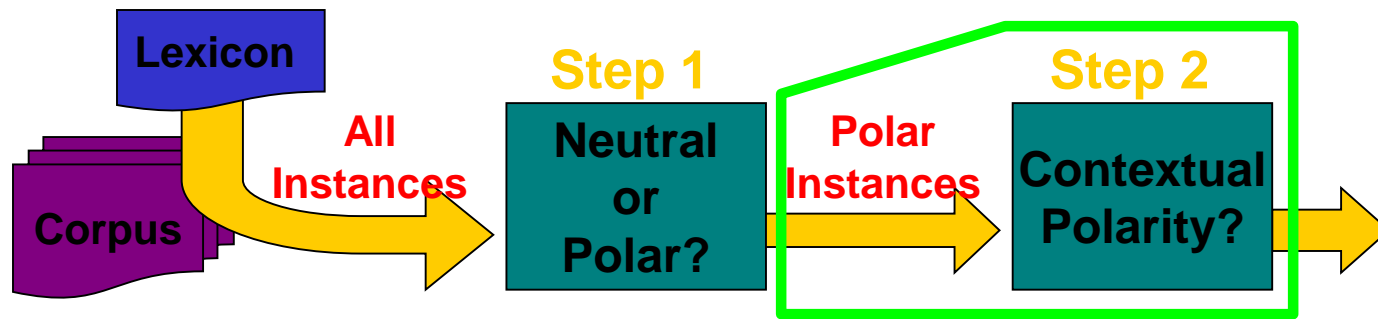 Lexicon
Corpus
All
Instances
Step 1
Neutral
or
Polar?
Polar
Instances
Step 2
Contextual
Polarity?